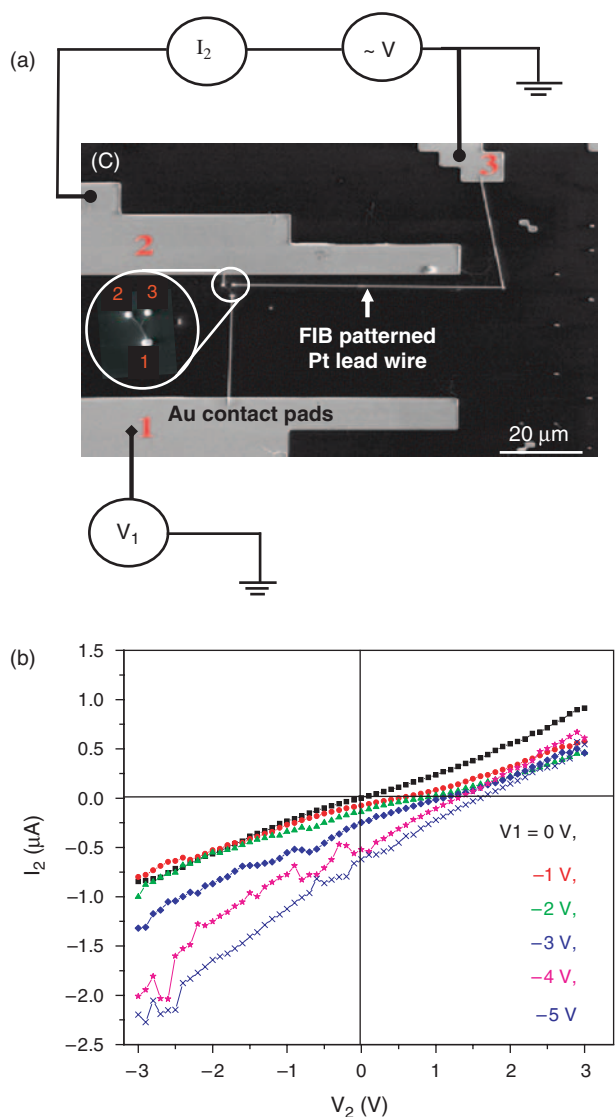 (a)
I2
~ V
(C)
3
2
2 3
1
FIB patterned
Pt lead wire
Au contact pads
1
20 μm
V1
(b)
1.5
1.0
0.5
0.0
−0.5
−1.0
−1.5
−2.0
−2.5
I2 (μA)
V1 = 0 V,
−1 V,
−2 V,
−3 V,
−4 V,
−5 V
−3 −2 −1 0 1 2 3
V2 (V)